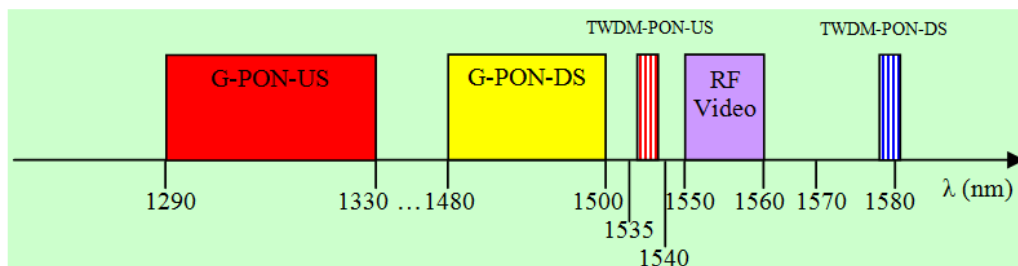 TWDM-PON-US
TWDM-PON-DS
G-PON-US
G-PON-DS
RF
Video
1290
1330
…1480
1500
1550
1560
1570
1580
λ (nm)
1535
1540